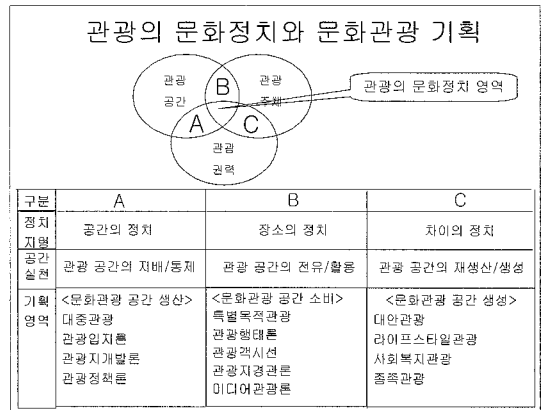 관광의 문화정치와 문화관광 기획
관광
공간
B
관광
주체
관광의 문화정치 영역
A
C
관광
권력
구분
A
B
C
정치
지형
공간의 정치
장소의 정치
차이의 정치
공간
실천
관광 공간의 지배/통제
관광 공간의 전유/활용
관광 공간의 재생산/생성
기획
영역
<문화관광 공간 생산>
대중관광
관광입지론
관광지개발론
관광정책론
<문화관광 공간 소비>
특별목적관광
관광행태론
관광객시선
관광지경관론
미디어관광론
<문화관광 공간 생성>
대안관광
라이프스타일관광
사회복지관광
종족관광